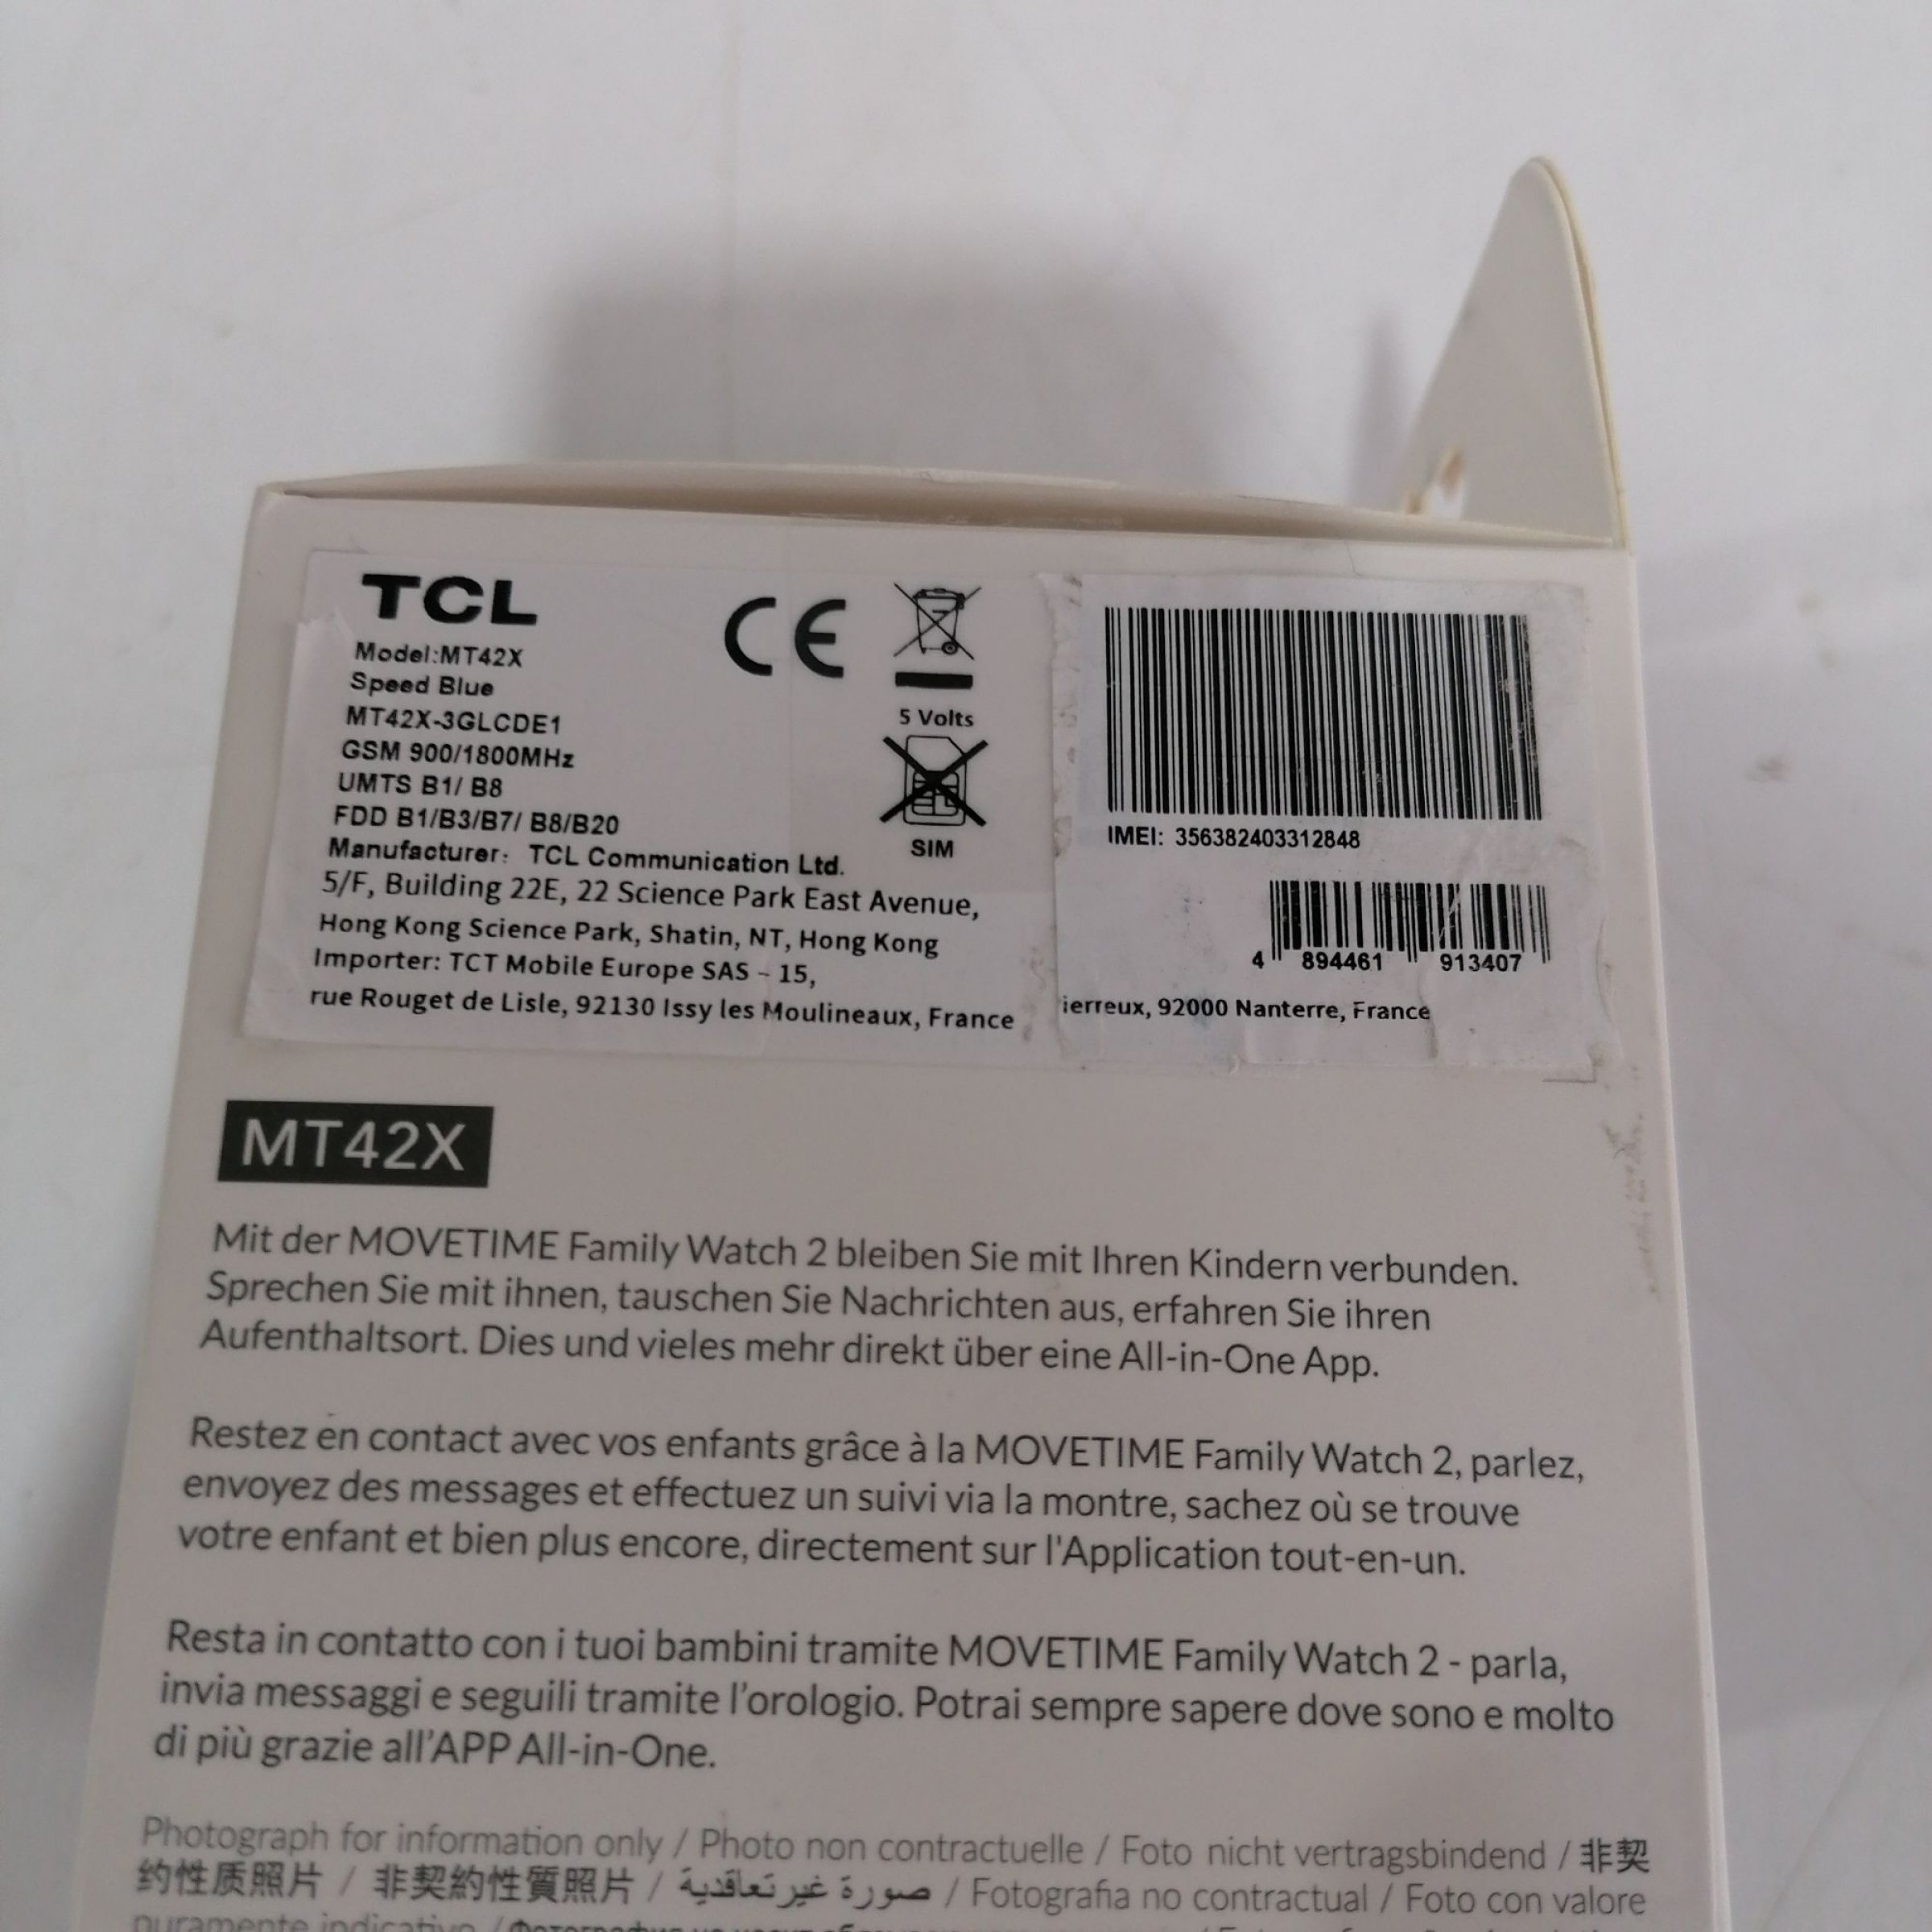 TCL
Model:MT42X
Speed Blue
MT42X-3GLCDE1
GSM 900/1800MHz
UMTS B1/ B8
FDD B1/B3/B7/ B8/B20
Manufacturer: TCL Communication Ltd.
5/F, Building 22E, 22 Science Park East Avenue,
Hong Kong Science Park, Shatin, NT, Hong Kong
Importer: TCT Mobile Europe SAS – 15,
rue Rouget de Lisle, 92130 Issy les Moulineaux, France
CE
5 Volts
SIM
IMEI: 356382403312848
4 894461 913407
ierreux, 92000 Nanterre, France
MT42X
Mit der MOVETIME Family Watch 2 bleiben Sie mit Ihren Kindern verbunden.
Sprechen Sie mit ihnen, tauschen Sie Nachrichten aus, erfahren Sie ihren
Aufenthaltsort. Dies und vieles mehr direkt über eine All-in-One App.
Restez en contact avec vos enfants grâce à la MOVETIME Family Watch 2, parlez,
envoyez des messages et effectuez un suivi via la montre, sachez où se trouve
votre enfant et bien plus encore, directement sur l'Application tout-en-un.
Resta in contatto con i tuoi bambini tramite MOVETIME Family Watch 2 - parla,
invia messaggi e seguili tramite l’orologio. Potrai sempre sapere dove sono e molto
di più grazie all’APP All-in-One.
Photograph for information only / Photo non contractuelle / Foto nicht vertragsbindend / 非契
约性质照片 / 非契約性質照片 / صورة غير تعاقدية / Fotografia no contractual / Foto con valore
puramente indicativo /